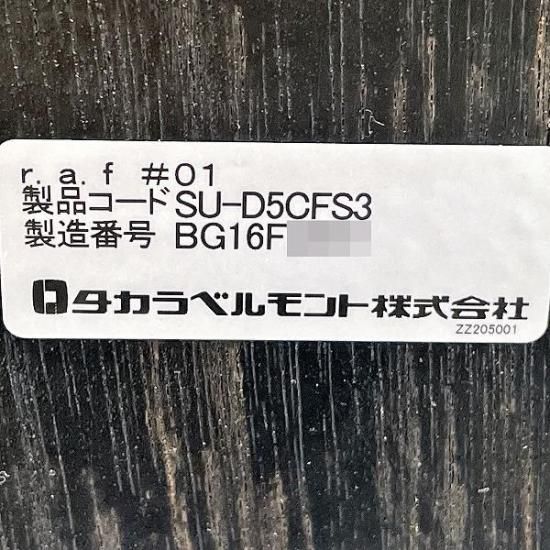 r.a.f #01
製品コード SU-D5CFS3
製造番号 BG16F
タカラベルモント株式会社
ZZ205001